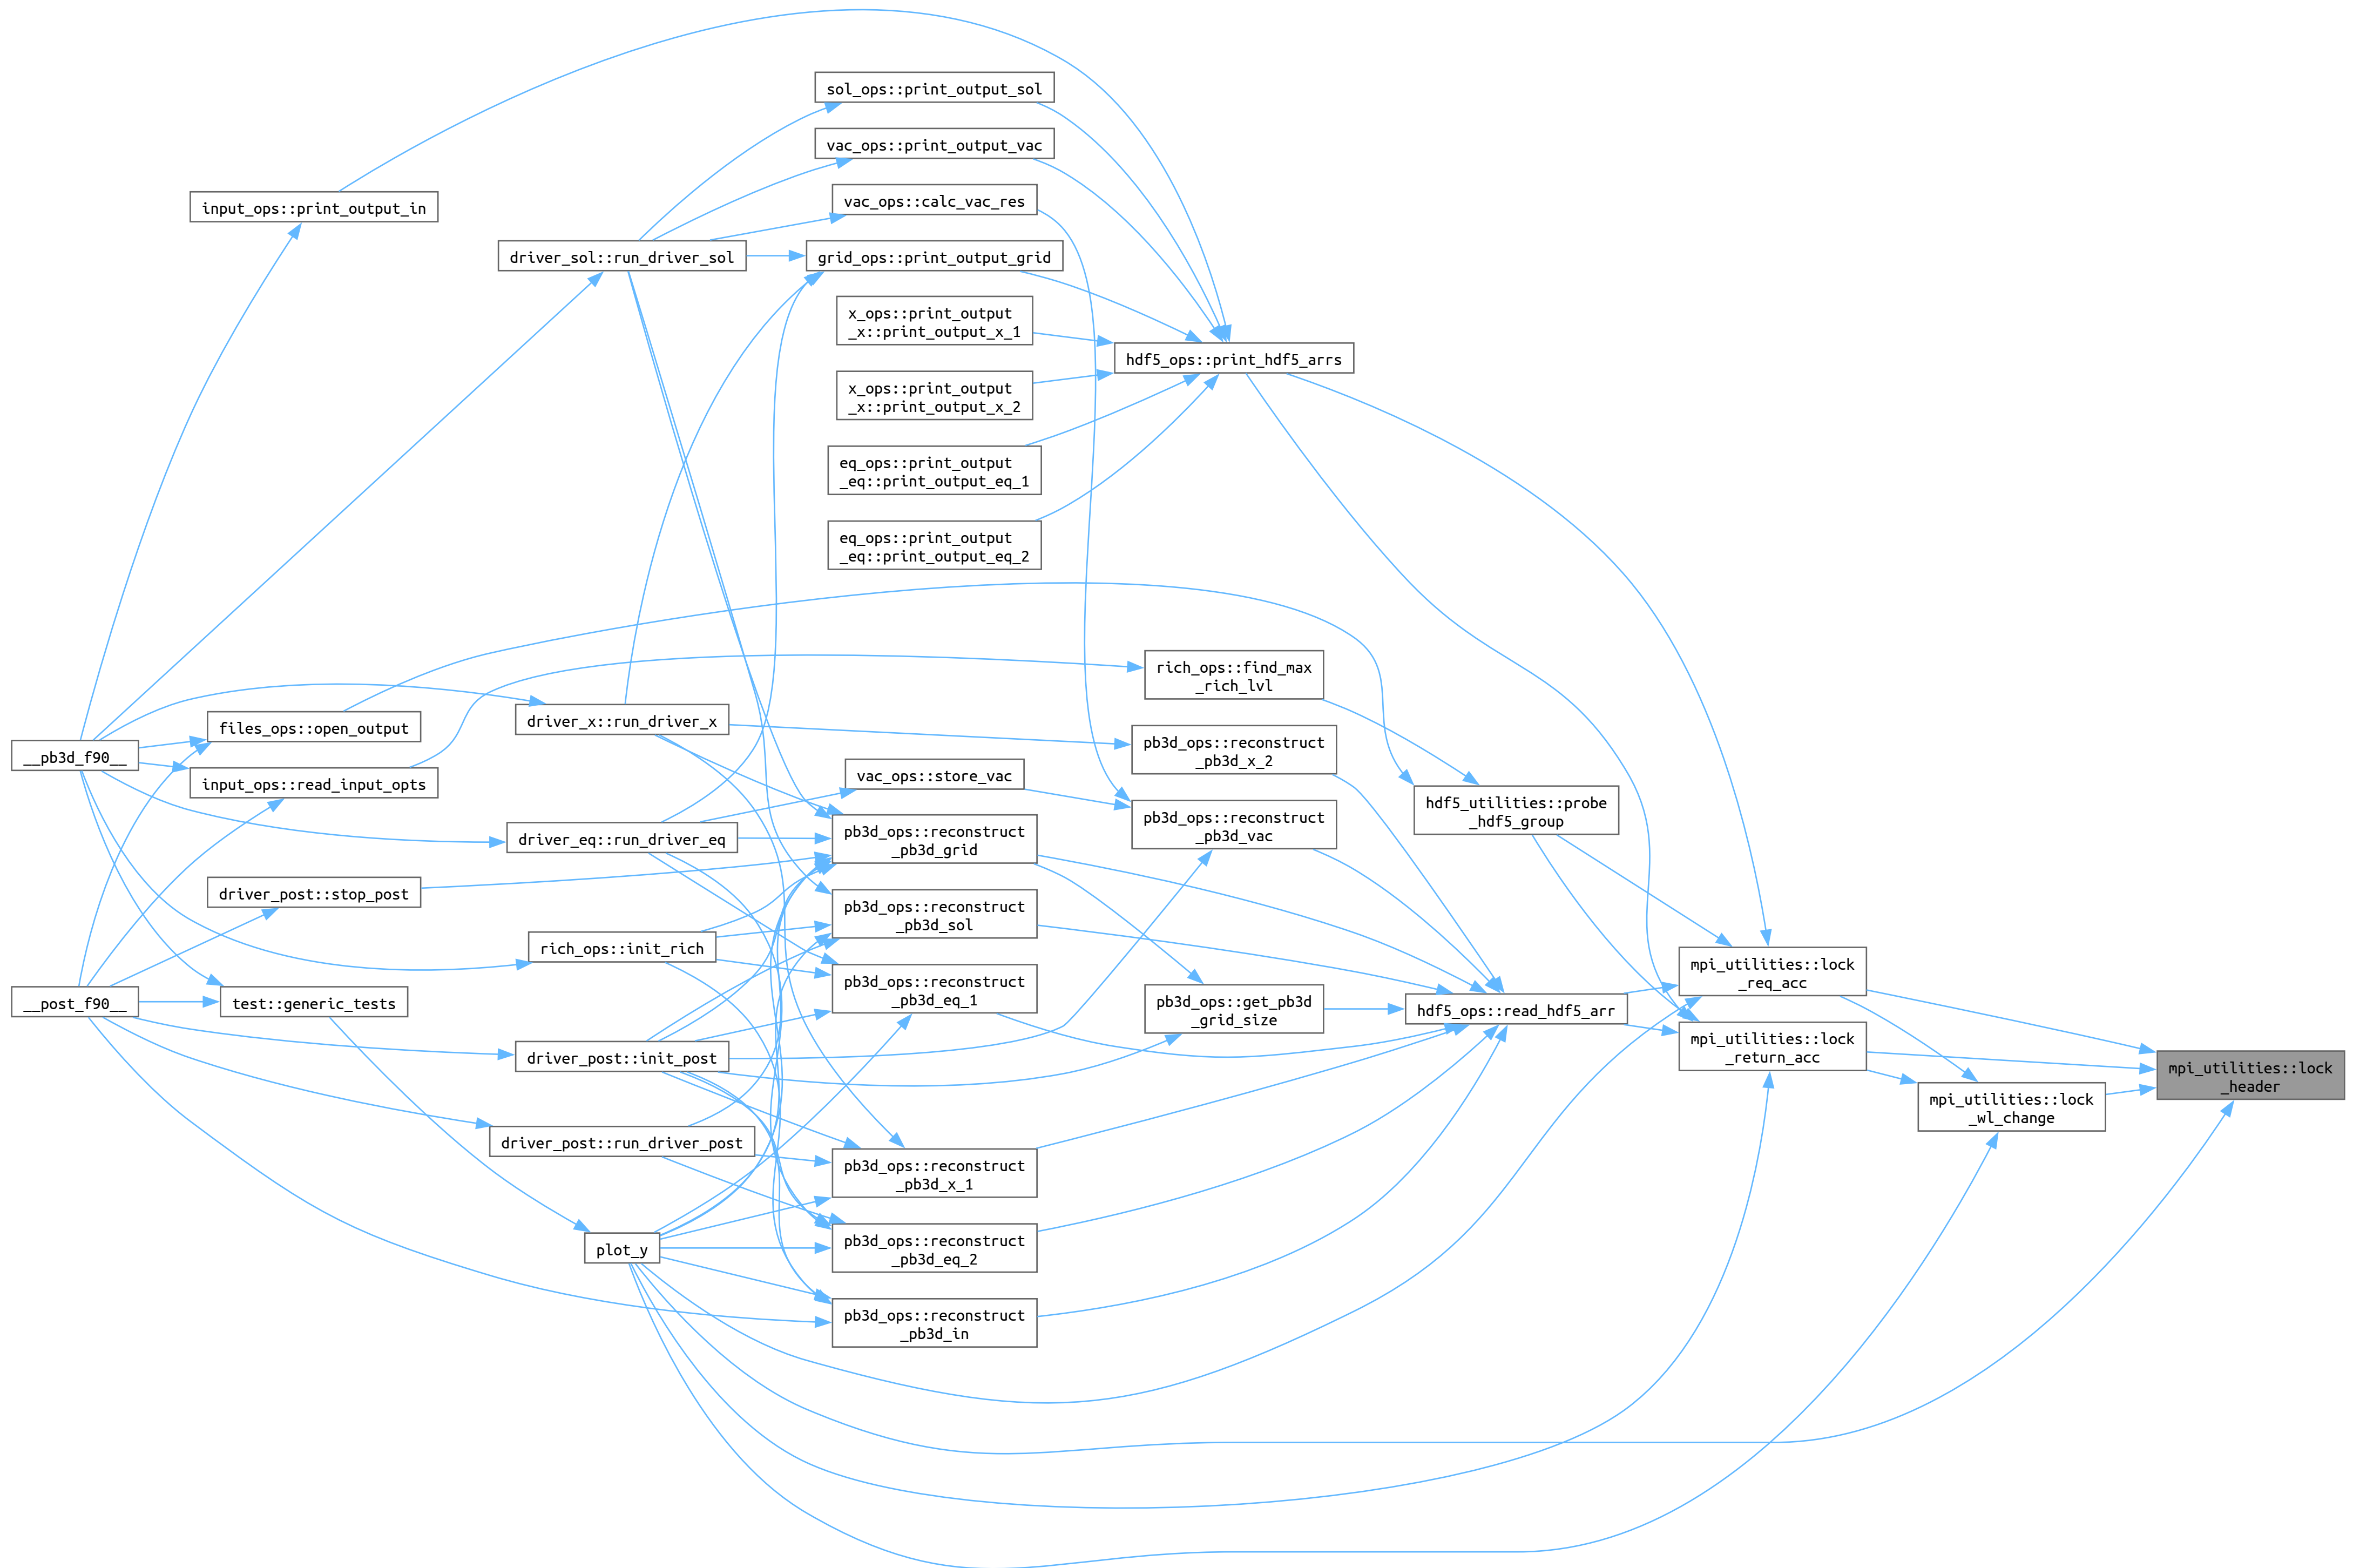 sol_ops::print_output_sol
vac_ops::print_output_vac
vac_ops::calc_vac_res
input_ops::print_output_in
driver_sol::run_driver_sol
grid_ops::print_output_grid
x_ops::print_output
_x::print_output_x_1
hdf5_ops::print_hdf5_arrs
x_ops::print_output
_x::print_output_x_2
eq_ops::print_output
_eq::print_output_eq_1
eq_ops::print_output
_eq::print_output_eq_2
rich_ops::find_max
_rich_lvl
driver_x::run_driver_x
files_ops::open_output
pb3d_ops::reconstruct
_pb3d_x_2
__pb3d_f90__
input_ops::read_input_opts
vac_ops::store_vac
hdf5_utilities::probe
_hdf5_group
pb3d_ops::reconstruct
_pb3d_vac
driver_eq::run_driver_eq
pb3d_ops::reconstruct
_pb3d_grid
driver_post::stop_post
pb3d_ops::reconstruct
_pb3d_sol
rich_ops::init_rich
mpi_utilities::lock
_req_acc
__post_f90__
test::generic_tests
pb3d_ops::reconstruct
_pb3d_eq_1
pb3d_ops::get_pb3d
_grid_size
hdf5_ops::read_hdf5_arr
driver_post::init_post
mpi_utilities::lock
_return_acc
mpi_utilities::lock
_header
mpi_utilities::lock
_wl_change
driver_post::run_driver_post
pb3d_ops::reconstruct
_pb3d_x_1
plot_y
pb3d_ops::reconstruct
_pb3d_eq_2
pb3d_ops::reconstruct
_pb3d_in